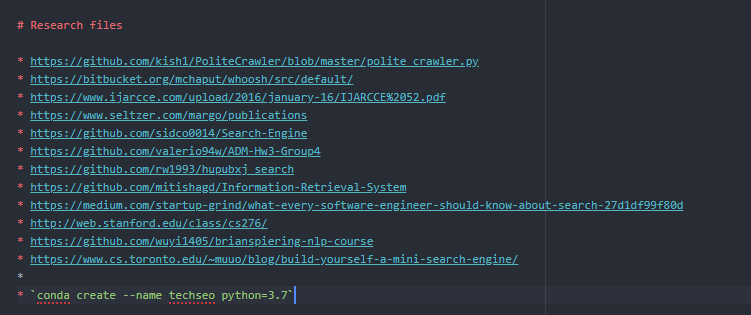 # Research files
* https://github.com/kish1/PoliteCrawler/blob/master/polite_crawler.py
* https://bitbucket.org/mchaput/whoosh/src/default/
* https://www.ijarcce.com/upload/2016/january-16/IJARCCE%2052.pdf
* https://www.seltzer.com/margo/publications
* https://github.com/sidco0014/Search-Engine
* https://github.com/valerio94w/ADM-Hw3-Group4
* https://github.com/rw1993/hupubxj_search
* https://github.com/mitishagd/Information-Retrieval-System
* https://medium.com/startup-grind/what-every-software-engineer-should-know-about-search-27d1df99f80d
* http://web.stanford.edu/class/cs276/
* https://github.com/wuyi1405/brianspiering-nlp-course
* https://www.cs.toronto.edu/~muuo/blog/build-yourself-a-mini-search-engine/
*
* `conda create --name techseo python=3.7`